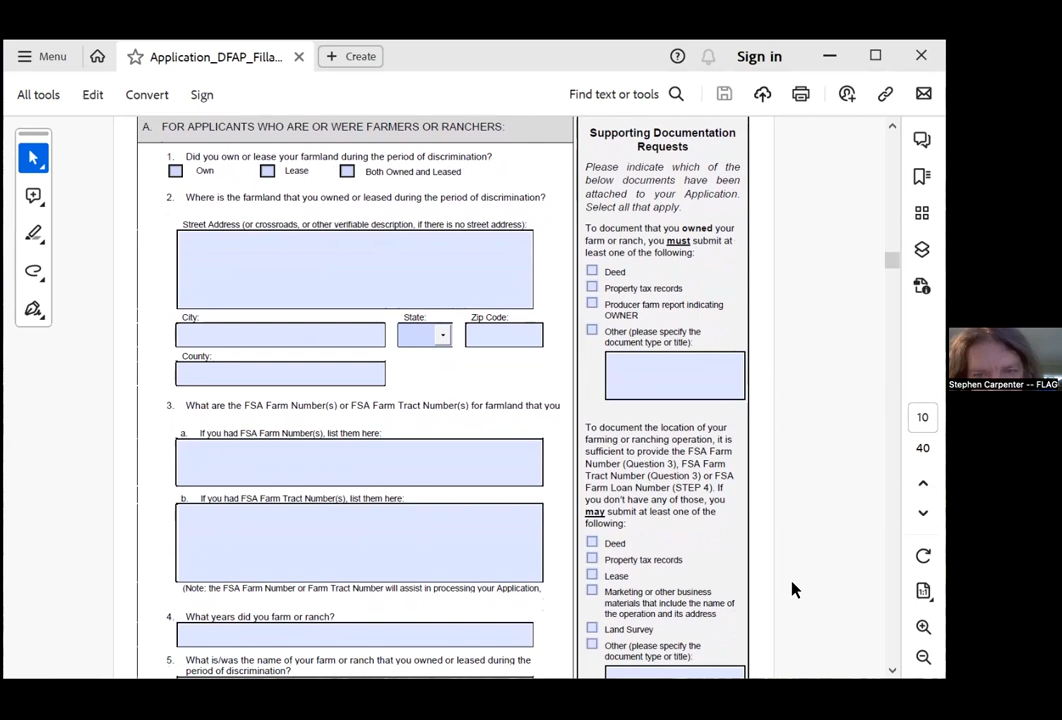 Menu
Application_DFAP_Filla...
Create
Sign in
All tools
Edit
Convert
Sign
Find text or tools
A. FOR APPLICANTS WHO ARE OR WERE FARMERS OR RANCHERS:
1. Did you own or lease your farmland during the period of discrimination?
Own
Lease
Both Owned and Leased
2. Where is the farmland that you owned or leased during the period of discrimination?
Street Address (or crossroads, or other verifiable description, if there is no street address):
City:
State:
Zip Code:
County:
3. What are the FSA Farm Number(s) or FSA Farm Tract Number(s) for farmland that you
a. If you had FSA Farm Number(s), list them here:
b. If you had FSA Farm Tract Number(s), list them here:
(Note: the FSA Farm Number or Farm Tract Number will assist in processing your Application,
4. What years did you farm or ranch?
5. What is/was the name of your farm or ranch that you owned or leased during the
period of discrimination?
Supporting Documentation
Requests
Please indicate which of the
below documents have been
attached to your Application.
Select all that apply.
To document that you owned your
farm or ranch, you must submit at
least one of the following:
Deed
Property tax records
Producer farm report indicating
OWNER
Other (please specify the
document type or title):
To document the location of your
farming or ranching operation, it is
sufficient to provide the FSA Farm
Number (Question 3), FSA Farm
Tract Number (Question 3) or FSA
Farm Loan Number (STEP 4). If
you don't have any of those, you
may submit at least one of the
following:
Deed
Property tax records
Lease
Marketing or other business
materials that include the name of
the operation and its address
Land Survey
Other (please specify the
document type or title):
10
40
1:1
Stephen Carpenter -- FLAG